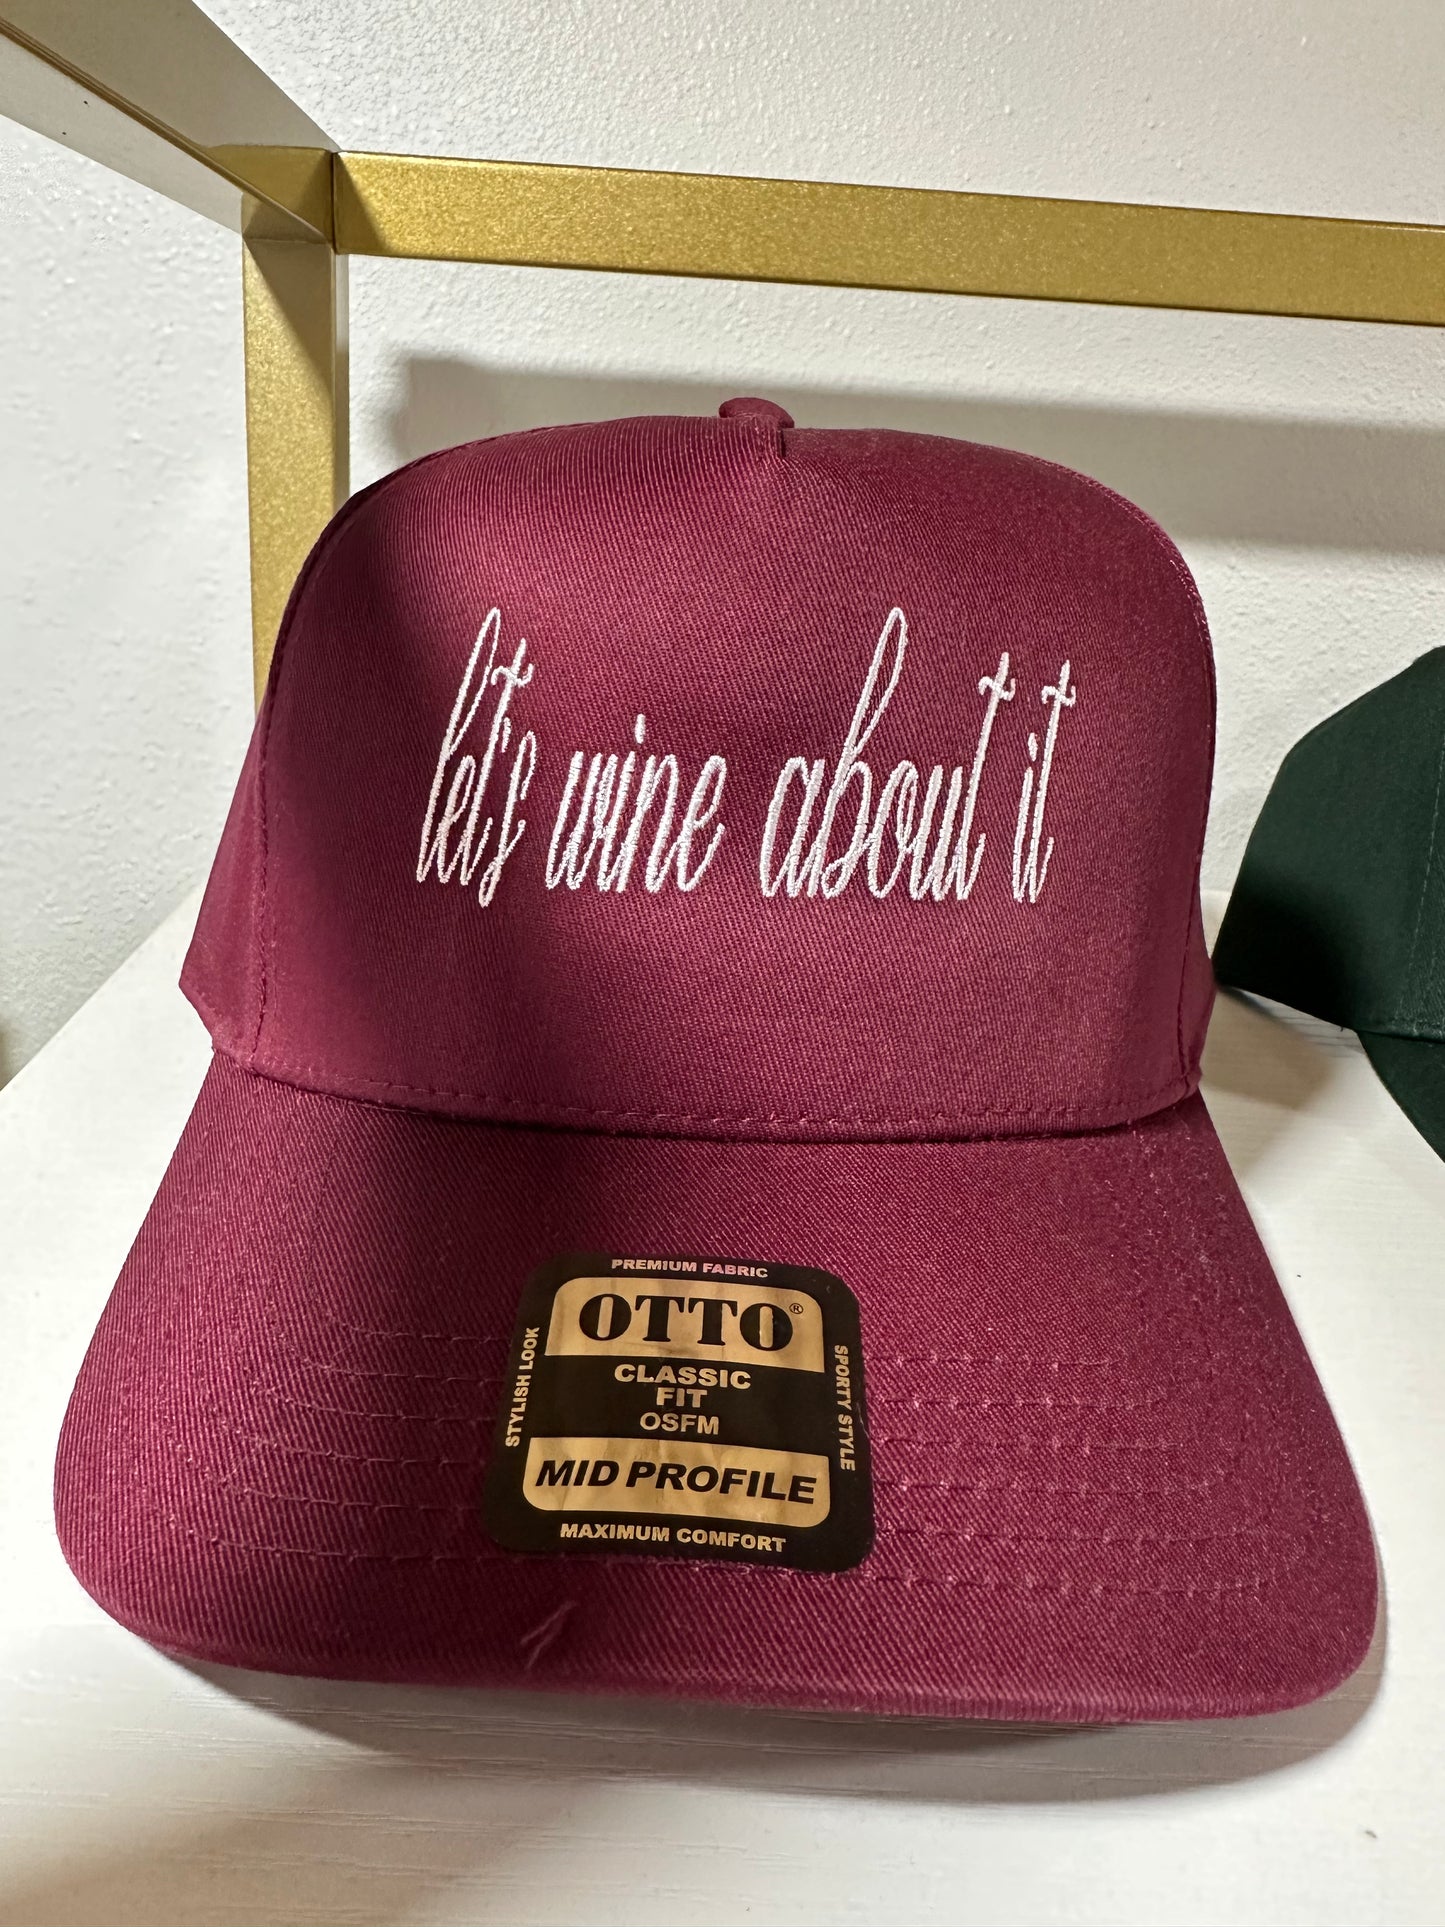 let's wine about it
PREMIUM FABRIC
OTTO®
STYLISH LOOK
CLASSIC
FIT
OSFM
SPORTY STYLE
MID PROFILE
MAXIMUM COMFORT